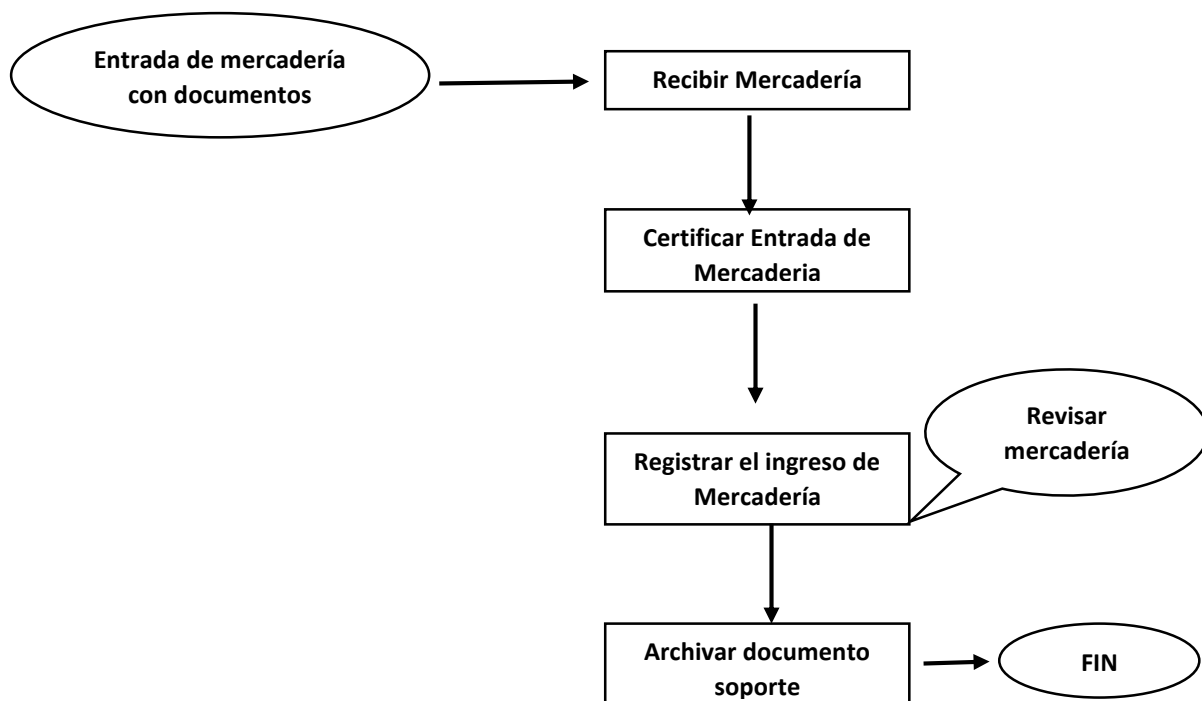 Entrada de mercadería
con documentos
Recibir Mercadería
Certificar Entrada de
Mercaderia
Registrar el ingreso de
Mercadería
Revisar
mercadería
Archivar documento
soporte
FIN